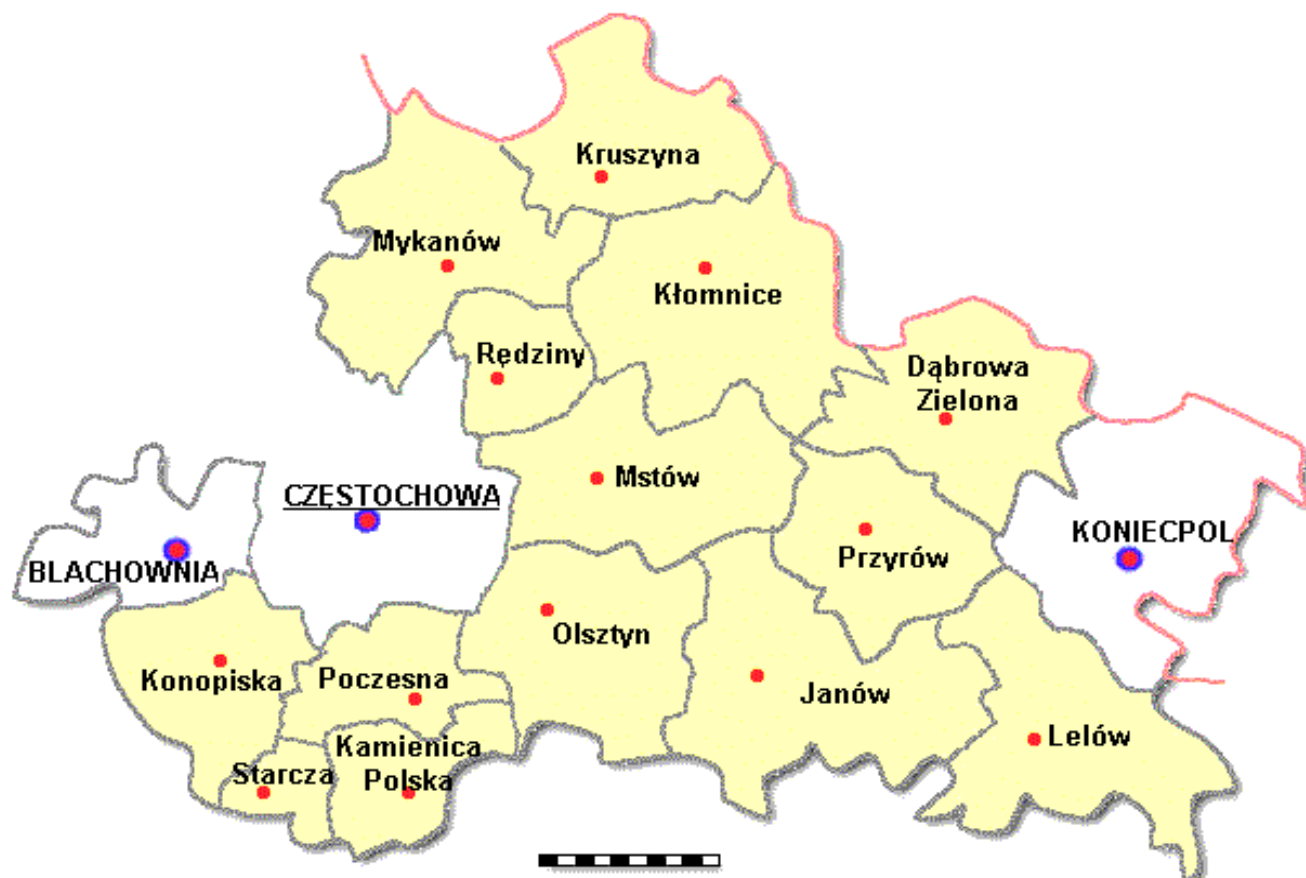 Kruszyna
Mykanów
Kłomnice
Rędziny
Dąbrowa
Zielona
Mstów
CZĘSTOCHOWA
KONIECPOL
Przyrów
BLACHOWNIA
Olsztyn
Konopiska
Poczesna
Janów
Lelów
Kamienica
Polska
Starcza